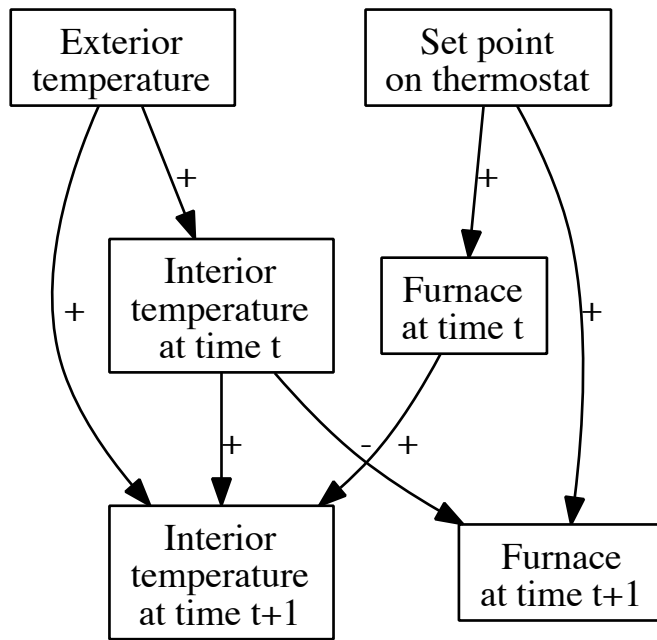 Exterior
temperature
Set point
on thermostat
+
+
Interior
temperature
at time t
Furnace
at time t
+
+
+
-
+
Interior
temperature
at time t+1
Furnace
at time t+1